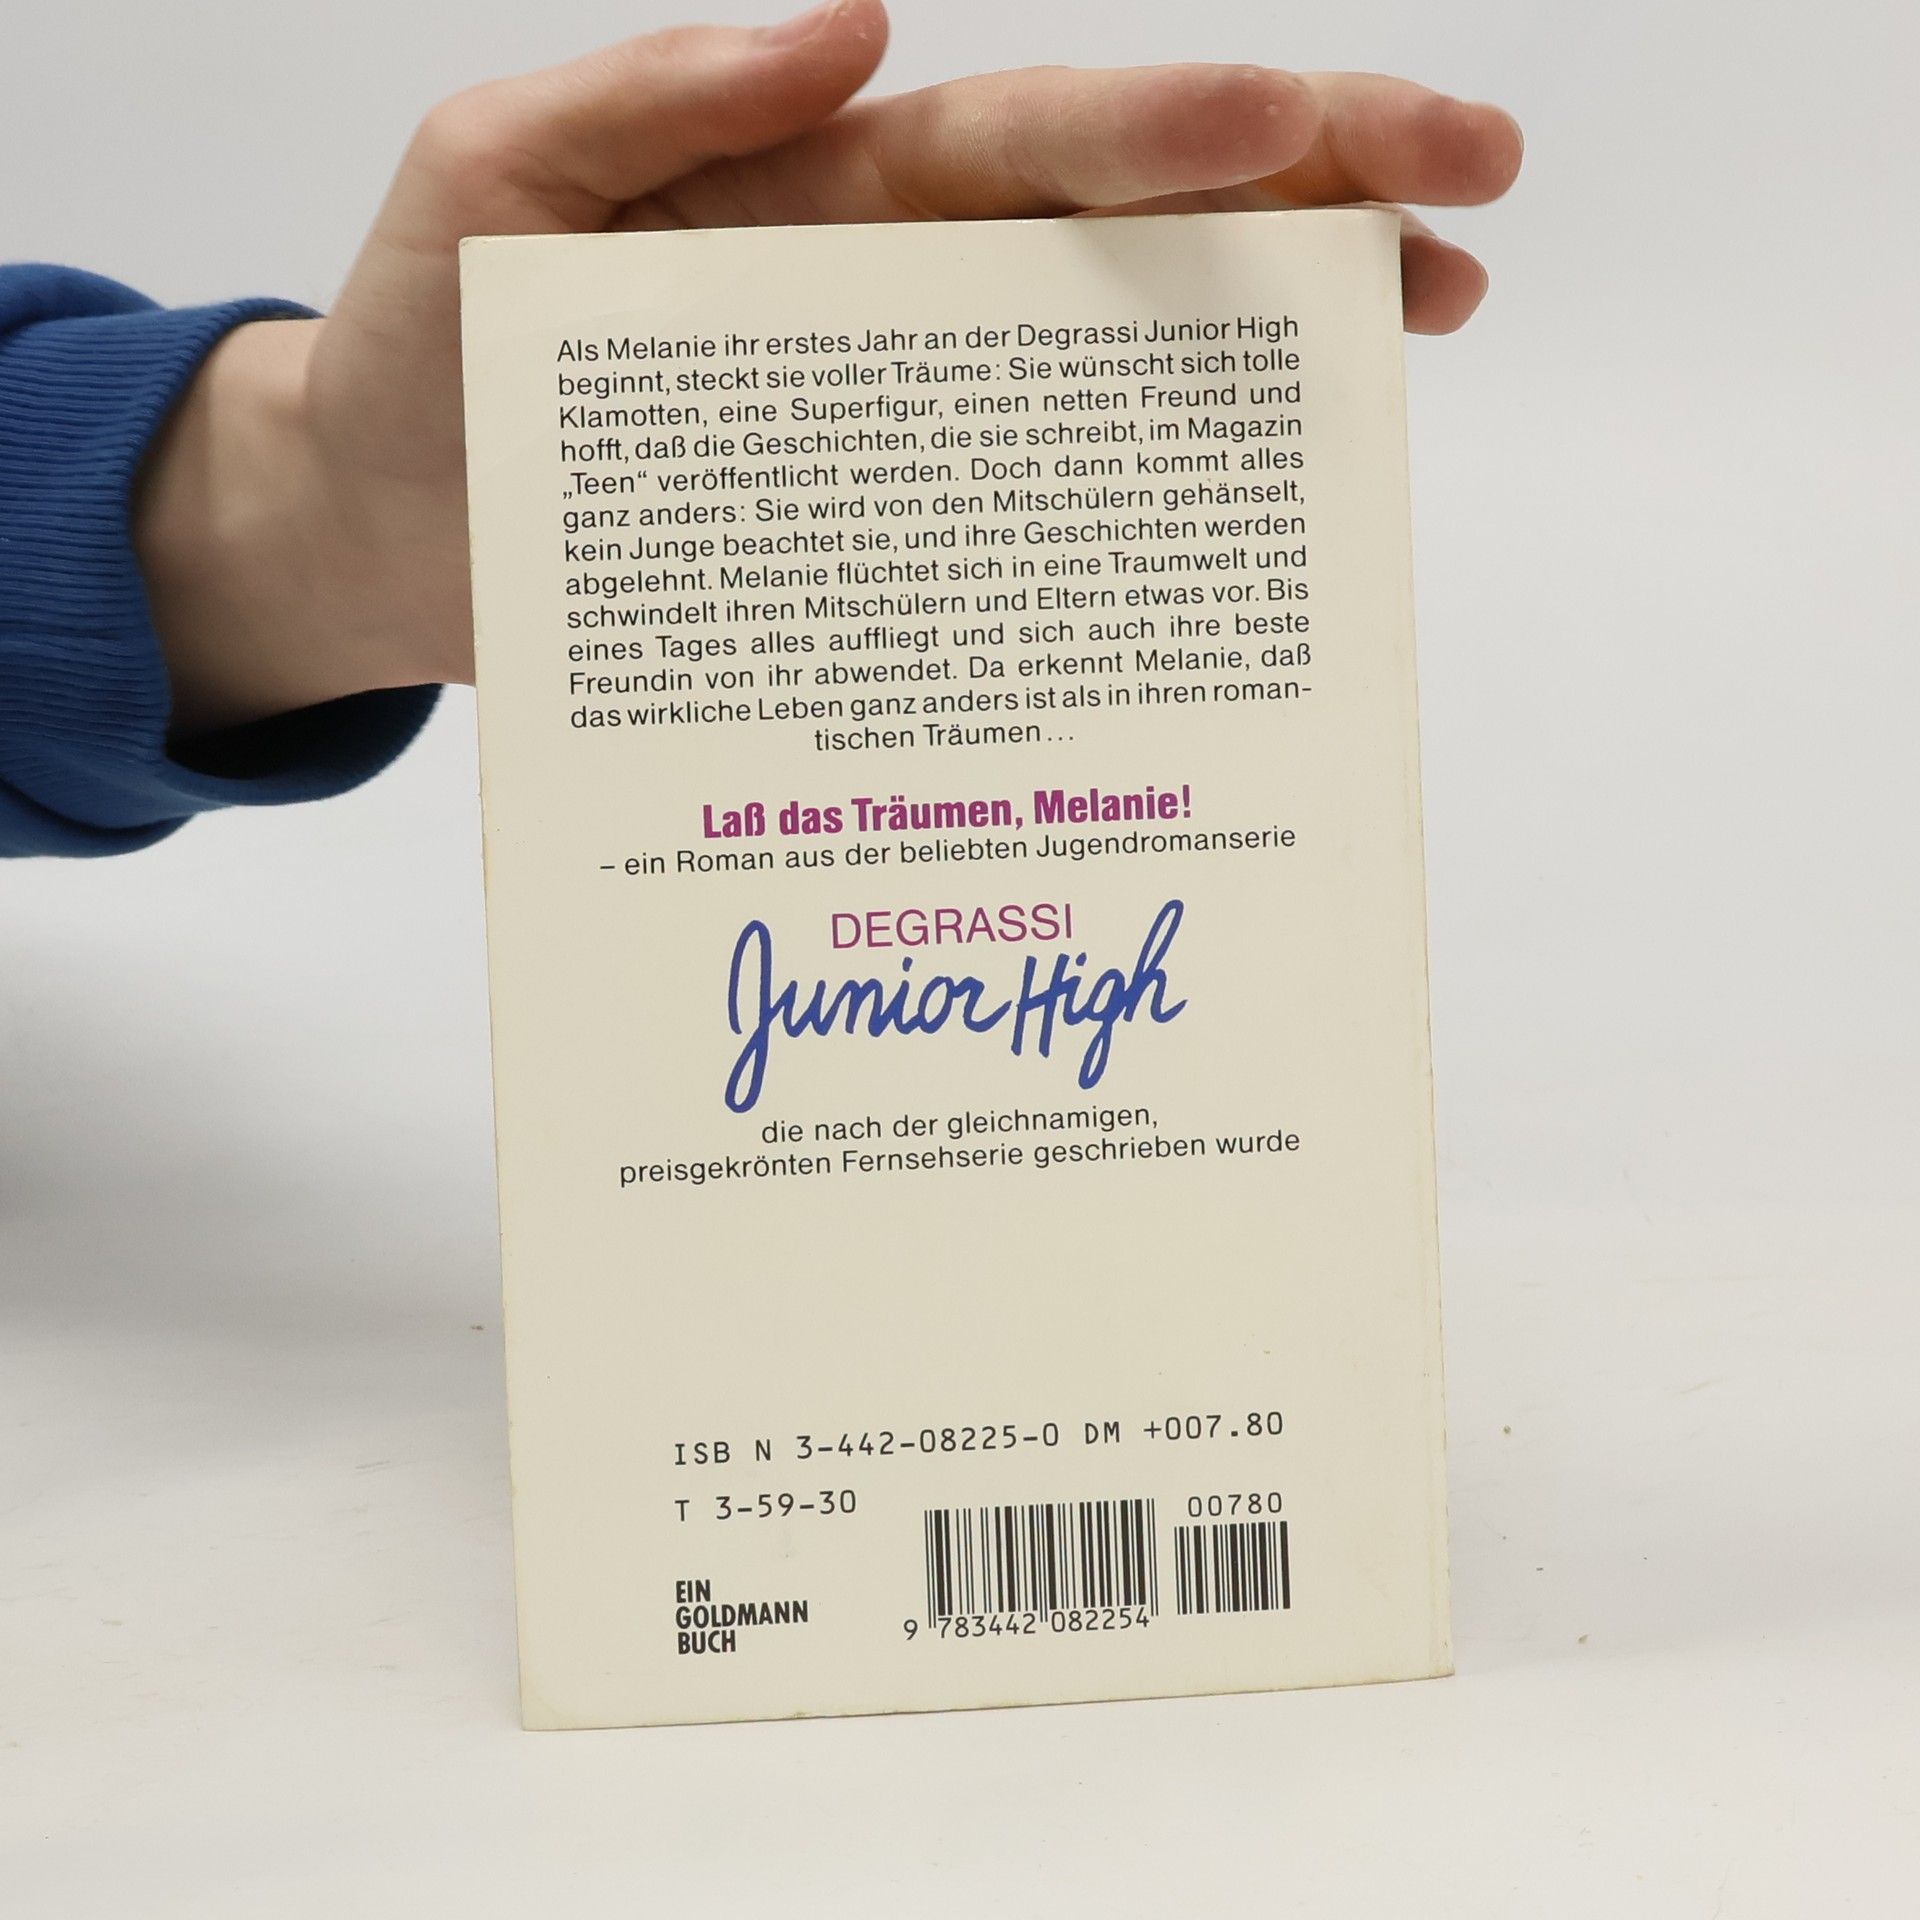 Als Melanie ihr erstes Jahr an der Degrassi Junior High
beginnt, steckt sie voller Träume: Sie wünscht sich tolle
Klamotten, eine Superfigur, einen netten Freund und
hofft, daß die Geschichten, die sie schreibt, im Magazin
„Teen“ veröffentlicht werden. Doch dann kommt alles
ganz anders: Sie wird von den Mitschülern gehänselt,
kein Junge beachtet sie, und ihre Geschichten werden
abgelehnt. Melanie flüchtet sich in eine Traumwelt und
schwindelt ihren Mitschülern und Eltern etwas vor. Bis
eines Tages alles auffliegt und sich auch ihre beste
Freundin von ihr abwendet. Da erkennt Melanie, daß
das wirkliche Leben ganz anders ist als in ihren roman-
tischen Träumen...
Laß das Träumen, Melanie!
– ein Roman aus der beliebten Jugendromanserie
DEGRASSI
Junior High
die nach der gleichnamigen,
preisgekrönten Fernsehserie geschrieben wurde
ISB N 3-442-08225-0 DM +007.80
T 3-59-30
00780
EIN
GOLDMANN
BUCH
9 783442 082254